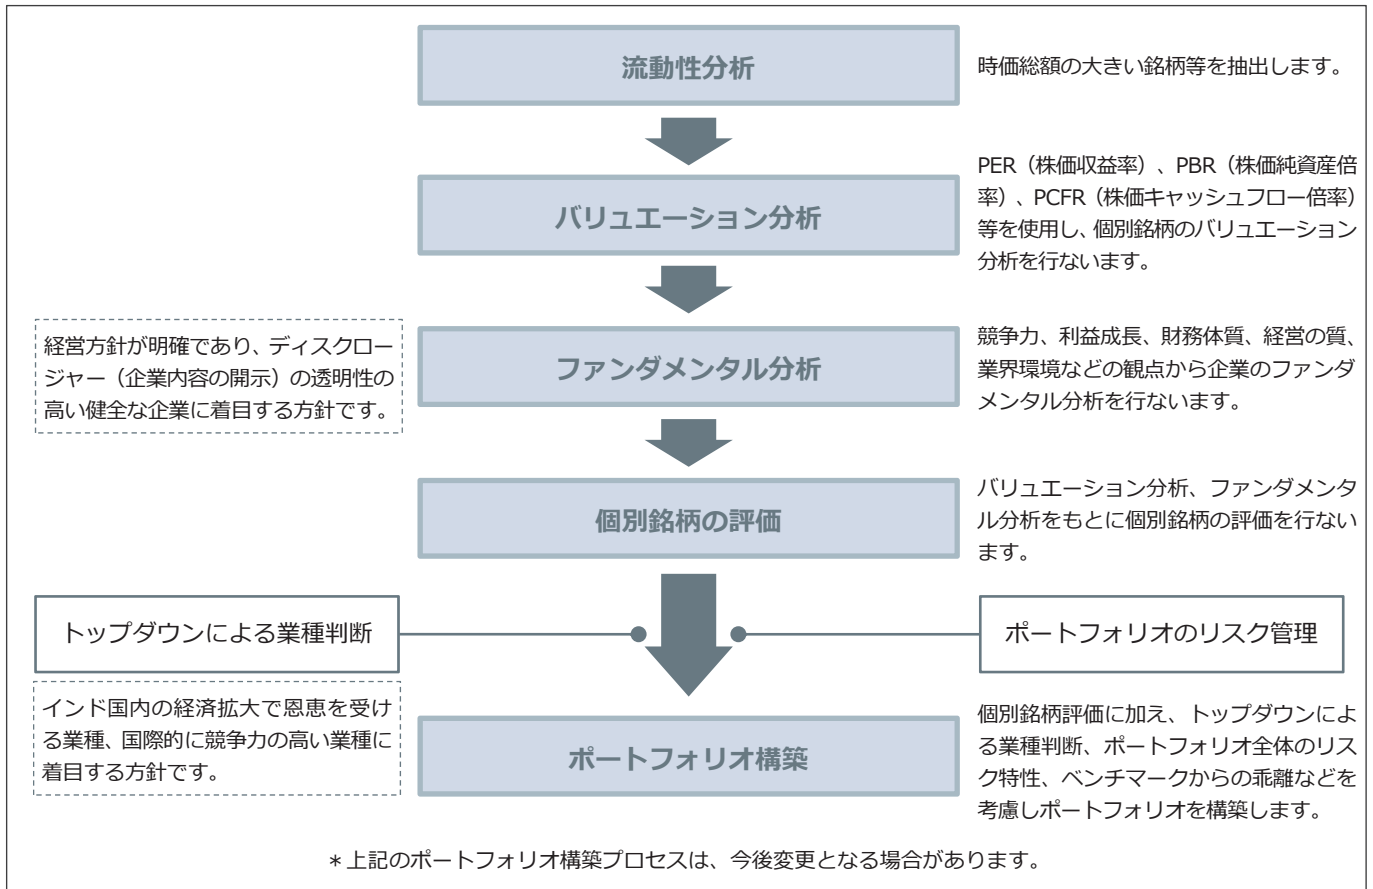 流動性分析
時価総額の大きい銘柄等を抽出します。
バリュエーション分析
PER（株価収益率）、PBR（株価純資産倍
率）、PCFR（株価キャッシュフロー倍率）
等を使用し、個別銘柄のバリュエーション
分析を行ないます。
経営方針が明確であり、ディスクロー
ジャー（企業内容の開示）の透明性の
高い健全な企業に着目する方針です。
ファンダメンタル分析
競争力、利益成長、財務体質、経営の質、
業界環境などの観点から企業のファンダ
メンタル分析を行ないます。
個別銘柄の評価
バリュエーション分析、ファンダメンタ
ル分析をもとに個別銘柄の評価を行ない
ます。
トップダウンによる業種判断
ポートフォリオのリスク管理
インド国内の経済拡大で恩恵を受け
る業種、国際的に競争力の高い業種に
着目する方針です。
ポートフォリオ構築
個別銘柄評価に加え、トップダウンによ
る業種判断、ポートフォリオ全体のリス
ク特性、ベンチマークからの乖離などを
考慮しポートフォリオを構築します。
＊上記のポートフォリオ構築プロセスは、今後変更となる場合があります。